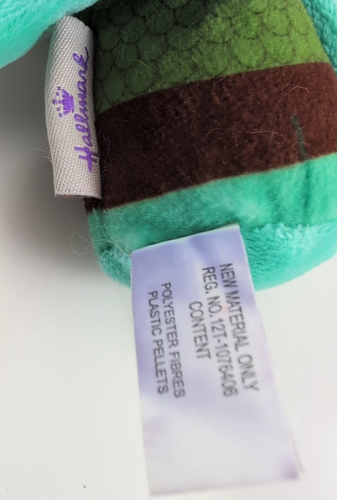 Hallmark
NEW MATERIAL ONLY
REG. NO. 12T-1076406
CONTENT
POLYESTER FIBRES
PLASTIC PELLETS